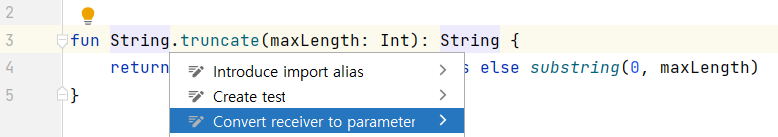 2
3 fun String.truncate(maxLength: Int): String {
4 return s else substring(0, maxLength)
Introduce import alias
Create test
Convert receiver to parameter
5 }